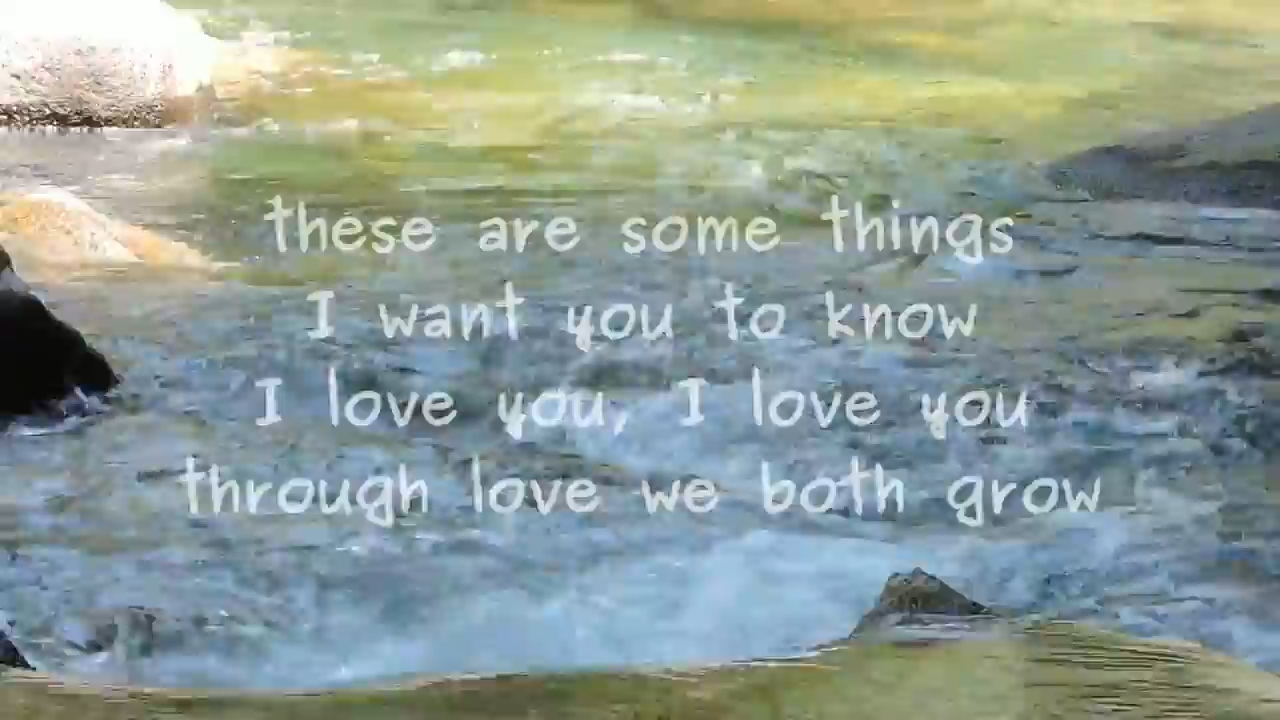 these are some things
I want you to know
I love you, I love you
through love we both grow